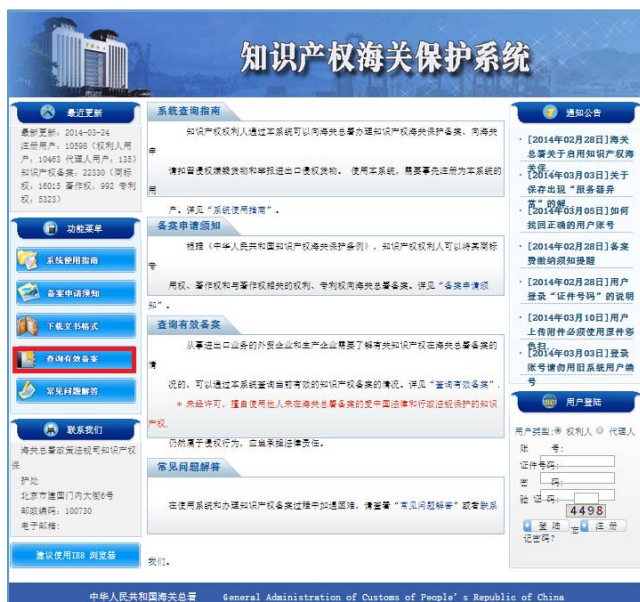 知识产权海关保护系统
最近更新
最新更新: 2014-03-24
注册用户: 10598 (权利人用
户: 10463 代理人用户: 135)
知识产权备案: 22330 (商标
权: 16015 著作权: 992 专利
权: 5323)
功能菜单
系统使用指南
备案申请须知
下载文书格式
查询有效备案
常见问题解答
联系我们
海关总署政策法规司知识产权
保
护处
北京市建国门内大街6号
邮政编码: 100730
电子邮箱:
建议使用IE8 浏览器
系统查询指南
知识产权权利人通过本系统可以向海关总署办理知识产权海关保护备案、向海关
申
请扣留侵权嫌疑货物和举报进出口侵权货物。 使用本系统, 需要事先注册为本系统的
用
户。详见“系统使用指南”.
备案申请须知
根据《中华人民共和国知识产权海关保护条例》, 知识产权权利人可以将其商标
专
用权、著作权和与著作权相关的权利、专利权向海关总署备案。详见“备案申请须
知”.
查询有效备案
从事进出口业务的外贸企业和生产企业需要了解有关知识产权在海关总署备案的
情
况的, 可以通过本系统查询当前有效的知识产权备案的情况。详见“查询有效备案”.
* 未经许可, 擅自使用他人未在海关总署备案的受中国法律和行政法规保护的知识
产权,
仍然属于侵权行为, 应当承担法律责任。
常见问题解答
在使用系统和办理知识产权备案过程中如遇困难, 请查看“常见问题解答”或者联系
我们。
通知公告
· [2014年02月28日]海关
总署关于启用知识产权海
关保
· [2014年03月03日]关于
保存出现“服务器异
常”的解
· [2014年03月05日]如何
找回正确的用户账号
· [2014年02月28日]备案
费缴纳须知提醒
· [2014年02月28日]用户
登录“证件号码”的说明
· [2014年03月10日]用户
上传附件必须使用原件彩
色扫
· [2014年03月03日]登录
账号请勿用旧系统用户编
号
用户登陆
用户类型: 权利人 代理人
账 号:
证件号码:
密 码:
验 证 码:
4498
登 陆 忘 注 册
记密码?
中华人民共和国海关总署 General Administration of Customs of People's Republic of China